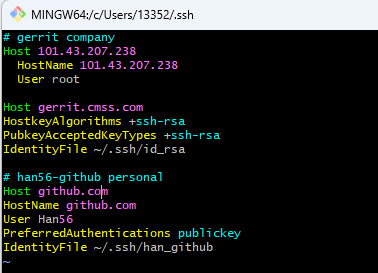 MINGW64:/c/Users/13352/.ssh
# gerrit company
Host 101.43.207.238
  HostName 101.43.207.238
  User root

Host gerrit.cmss.com
HostkeyAlgorithms +ssh-rsa
PubkeyAcceptedKeyTypes +ssh-rsa
IdentityFile ~/.ssh/id_rsa

# han56-github personal
Host github.com
HostName github.com
User Han56
PreferredAuthentications publickey
IdentityFile ~/.ssh/han_github
~